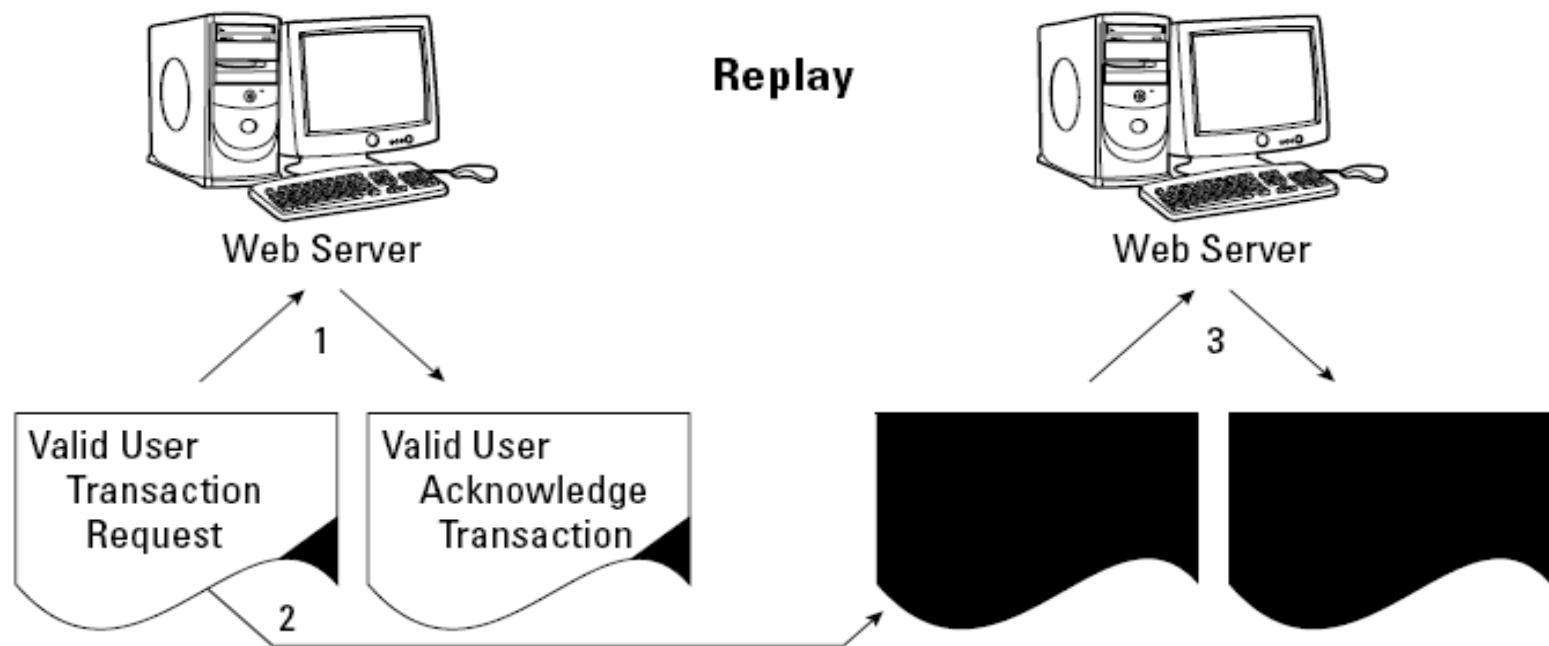 Replay
Web Server
Web Server
1
3
Valid User
Transaction
Request
Valid User
Acknowledge
Transaction
2